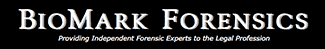 BioMark Forensics
Providing Independent Forensic Experts to the Legal Profession